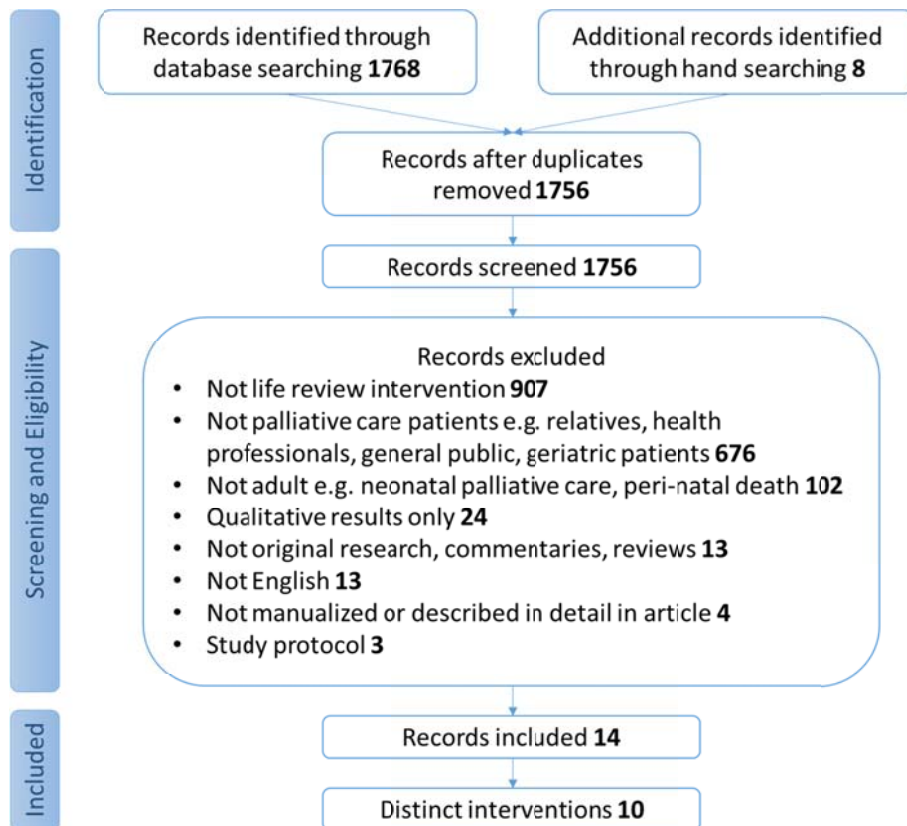 Identification
Records identified through
database searching 1768
Additional records identified
through hand searching 8
Records after duplicates
removed 1756
Screening and Eligibility
Records screened 1756
Records excluded
• Not life review intervention 907
• Not palliative care patients e.g. relatives, health
professionals, general public, geriatric patients 676
• Not adult e.g. neonatal palliative care, peri-natal death 102
• Qualitative results only 24
• Not original research, commentaries, reviews 13
• Not English 13
• Not manualized or described in detail in article 4
• Study protocol 3
Included
Records included 14
Distinct interventions 10